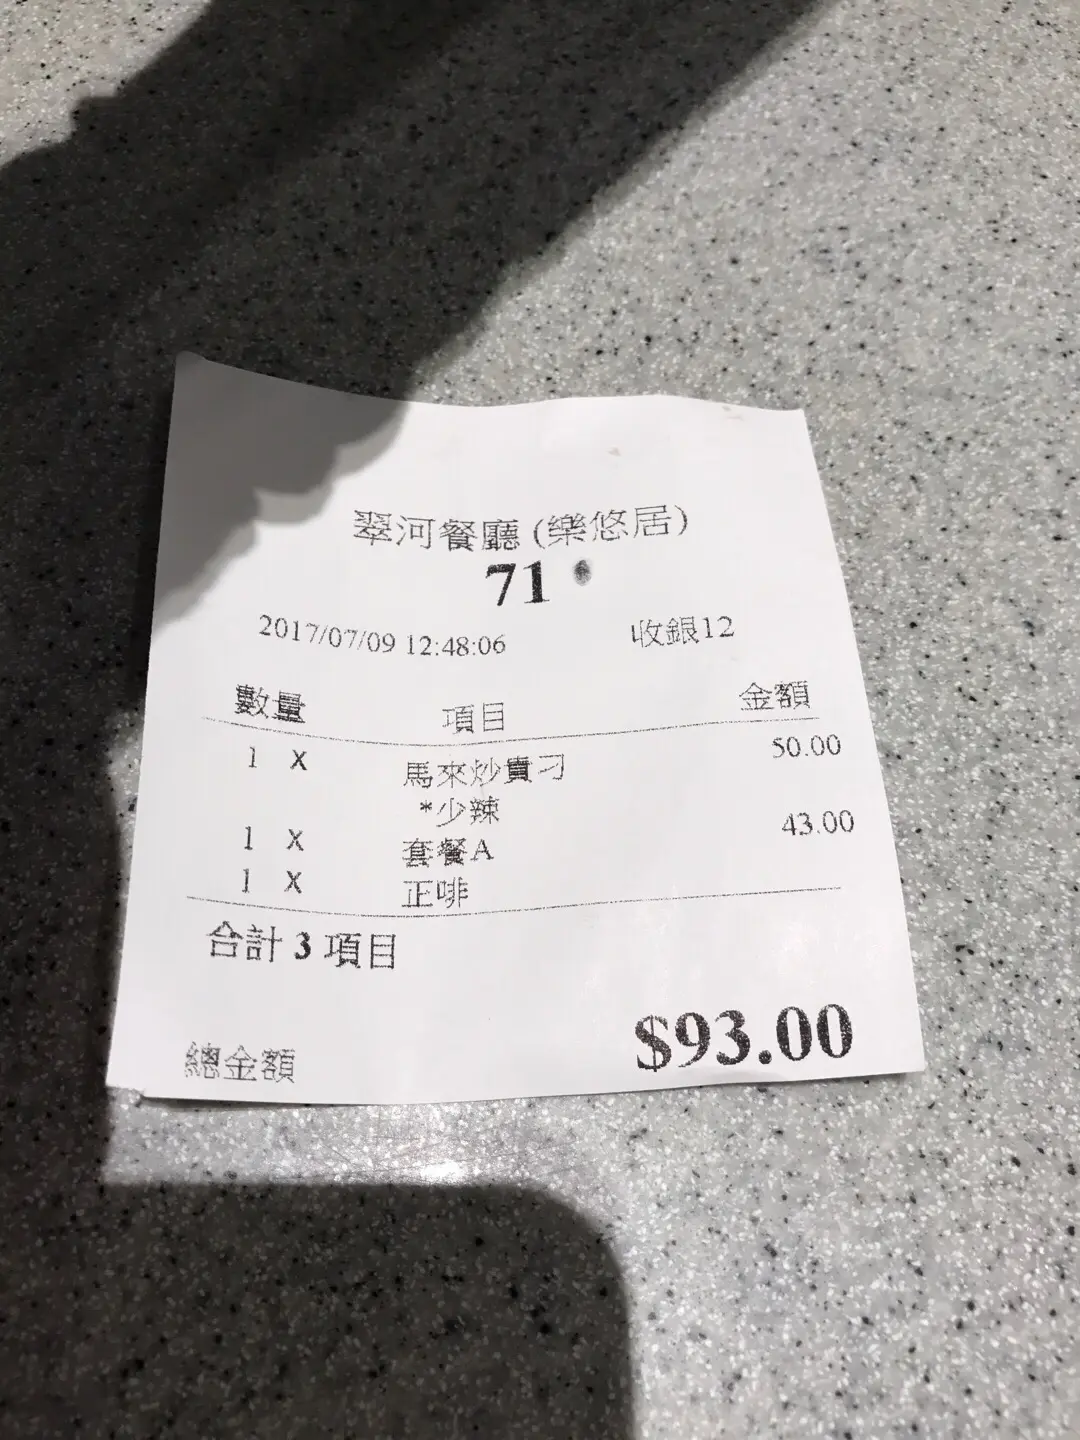 翠河餐廳 (樂悠居)
71
2017/07/09 12:48:06 收銀12
數量 項目 金額
1 X 馬來炒貴刁 50.00
*少辣
1 X 套餐A 43.00
1 X 正啡
合計 3 項目
總金額 $93.00